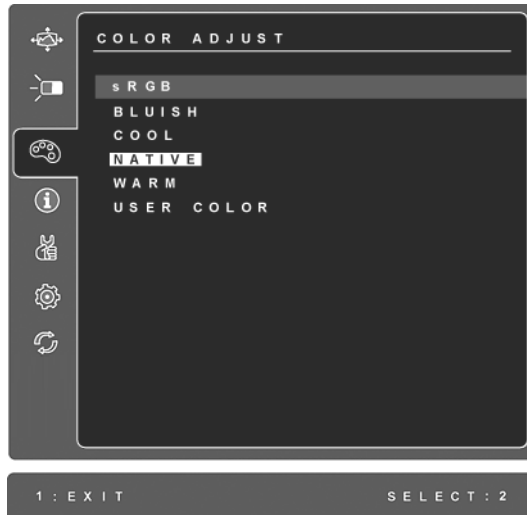 COLOR ADJUST
sRGB
BLUISH
COOL
NATIVE
WARM
USER COLOR
1:EXIT SELECT:2